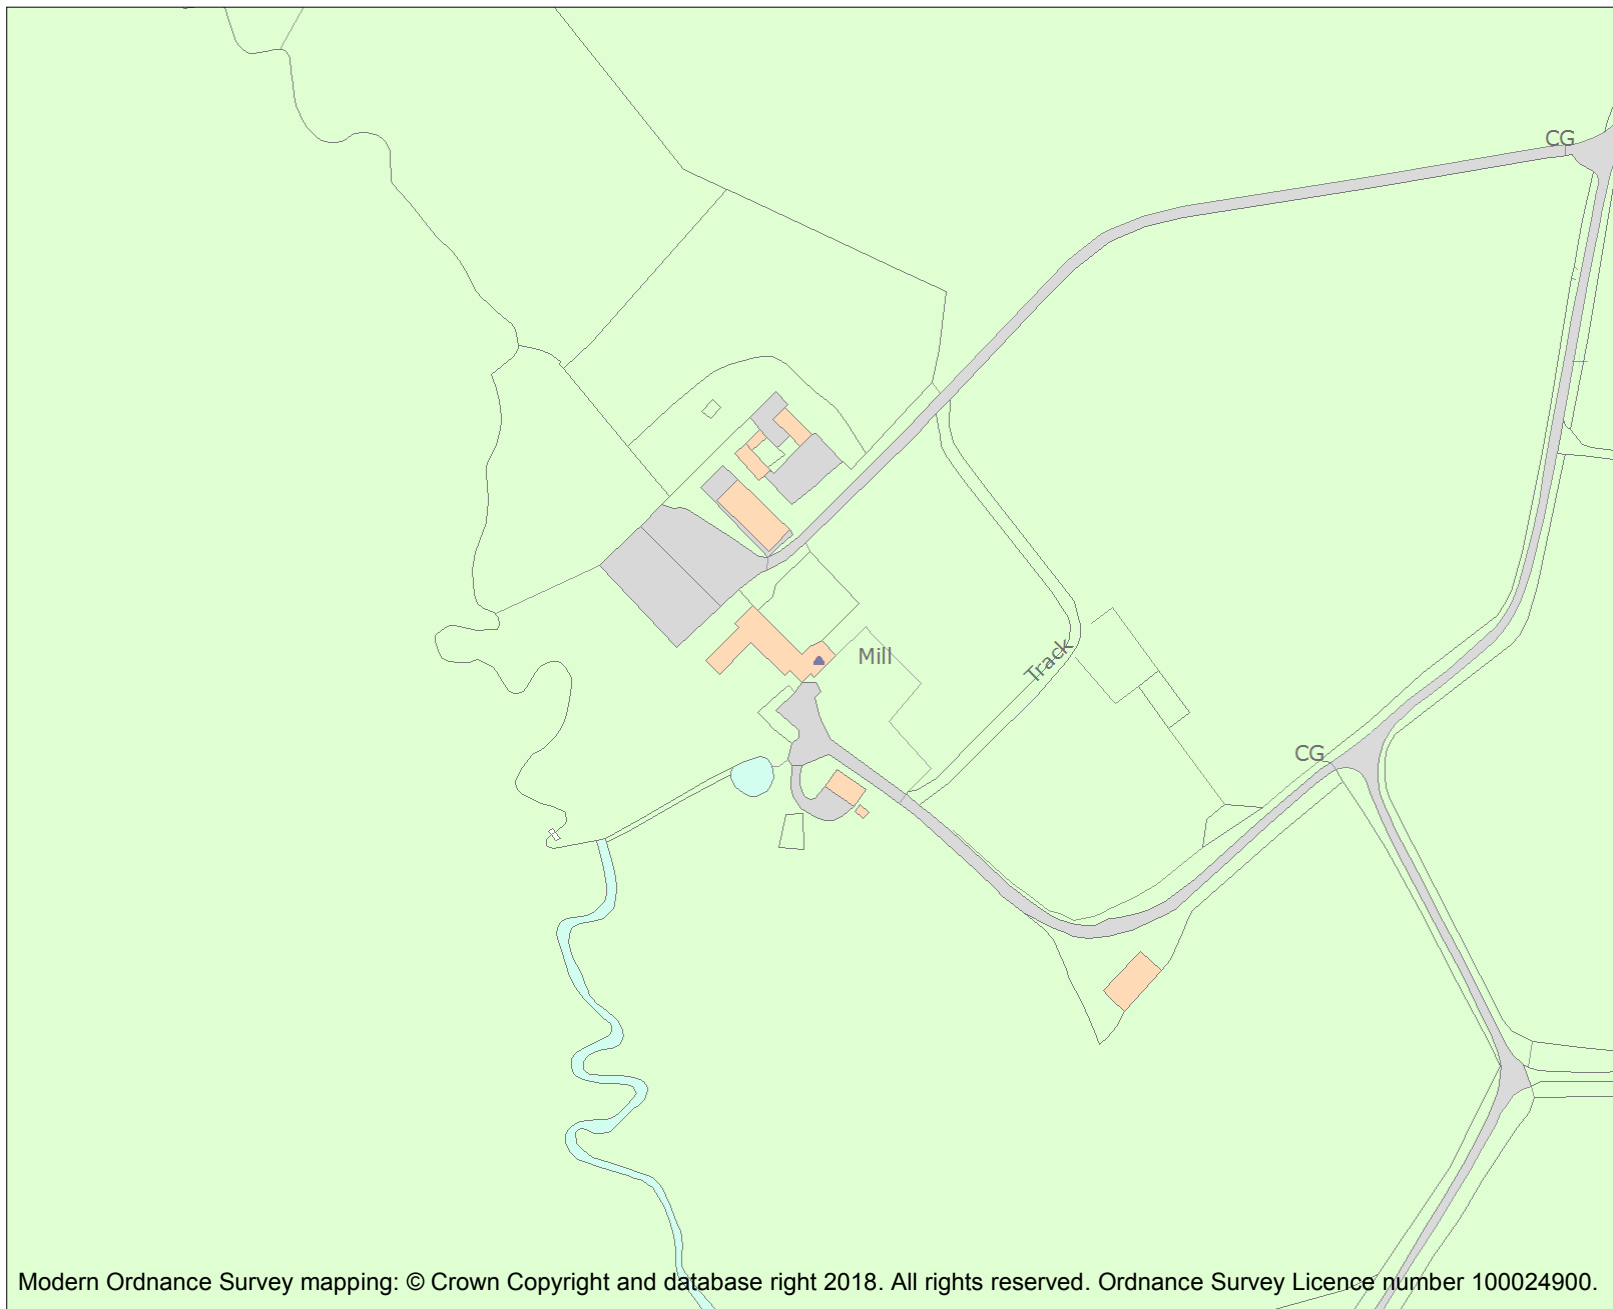 CG
Mill
Track
CG
Modern Ordnance Survey mapping: © Crown Copyright and database right 2018. All rights reserved. Ordnance Survey Licence number 100024900.